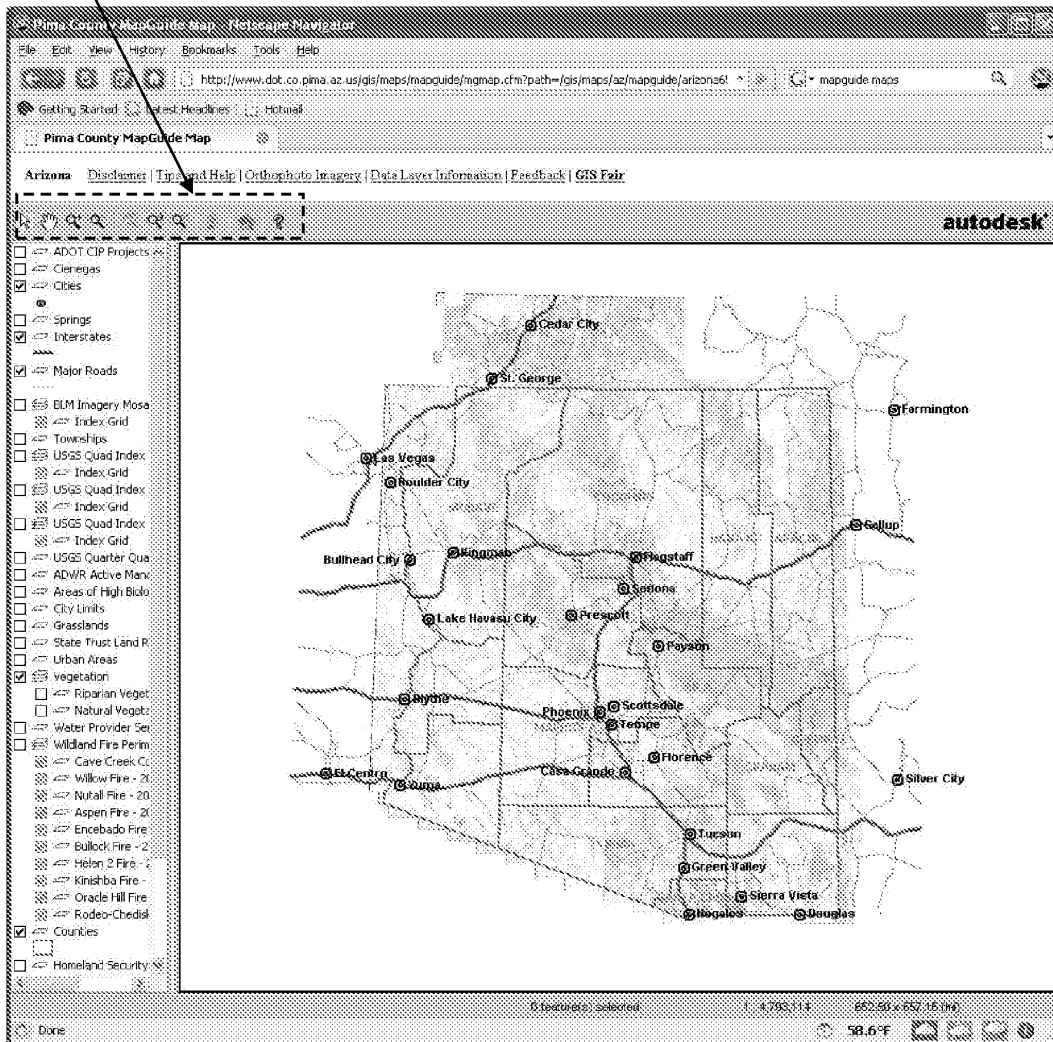 Pima County MapGuide Map - Netscape Navigator
File Edit View History Bookmarks Tools Help
http://www.dot.co.pima.az.us/gis/maps/mapguide/mgmap.cfm?path=/gis/maps/az/mapguide/arizona6
mapguide maps
Getting Started Latest Headlines Hotmail
Pima County MapGuide Map
Arizona Disclaimer | Tips and Help | Orthophoto Imagery | Data Layer Information | Feedback | GIS Fair
autodesk
ADOT CIP Projects
Cienegas
Cities
Springs
Interstates
Major Roads
BLM Imagery Mosa
Index Grid
Townships
USGS Quad Index
Index Grid
USGS Quad Index
Index Grid
USGS Quad Index
Index Grid
USGS Quarter Qua
ADWR Active Mana
Areas of High Biolo
City Limits
Grasslands
State Trust Land R
Urban Areas
Vegetation
Riparian Veget
Natural Vegeta
Water Provider Ser
Wildland Fire Perim
Cave Creek Co
Willow Fire - 20
Nutall Fire - 20
Aspen Fire - 20
Encebado Fire
Bullock Fire - 2
Helen 2 Fire - 2
Kinishba Fire -
Oracle Hill Fire
Rodeo-Chedisk
Counties
Homeland Security
Cedar City
St. George
Farmington
Las Vegas
Boulder City
Gallup
Bullhead City
Kingman
Flagstaff
Sedona
Lake Havasu City
Prescott
Payson
Blythe
Phoenix
Scottsdale
Tempe
Florence
El Centro
Yuma
Casa Grande
Silver City
Tucson
Green Valley
Sierra Vista
Nogales
Douglas
0 feature(s) selected 1 : 4,793,114 652.50 x 657.15 (mi)
Done
58.6°F